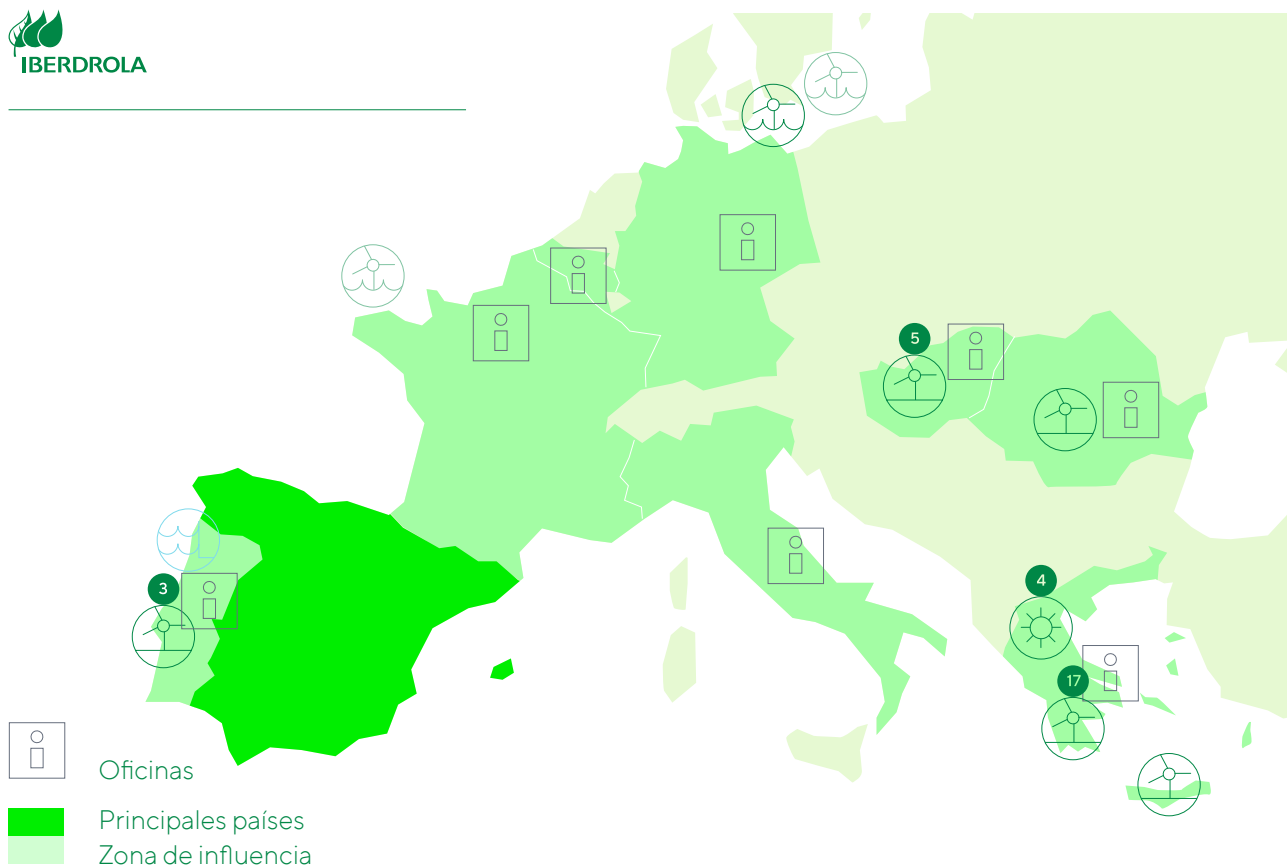 IBERDROLA
5
3
4
17
Oficinas
Principales países
Zona de influencia